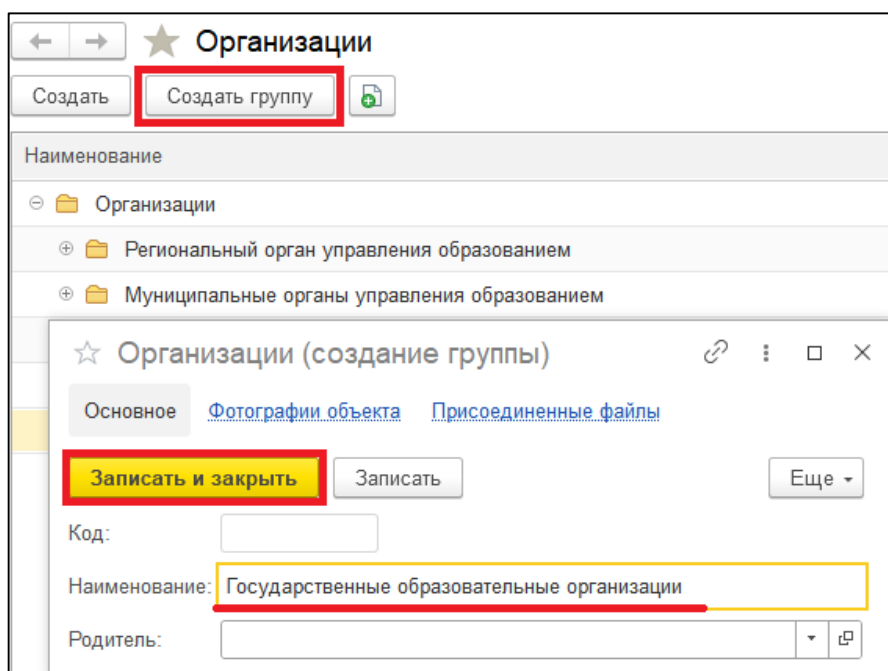 Организации
Создать Создать группу
Наименование
Организации
Региональный орган управления образованием
Муниципальные органы управления образованием
Организации (создание группы)
Основное Фотографии объекта Присоединенные файлы
Записать и закрыть Записать Еще
Код:
Наименование: Государственные образовательные организации
Родитель: